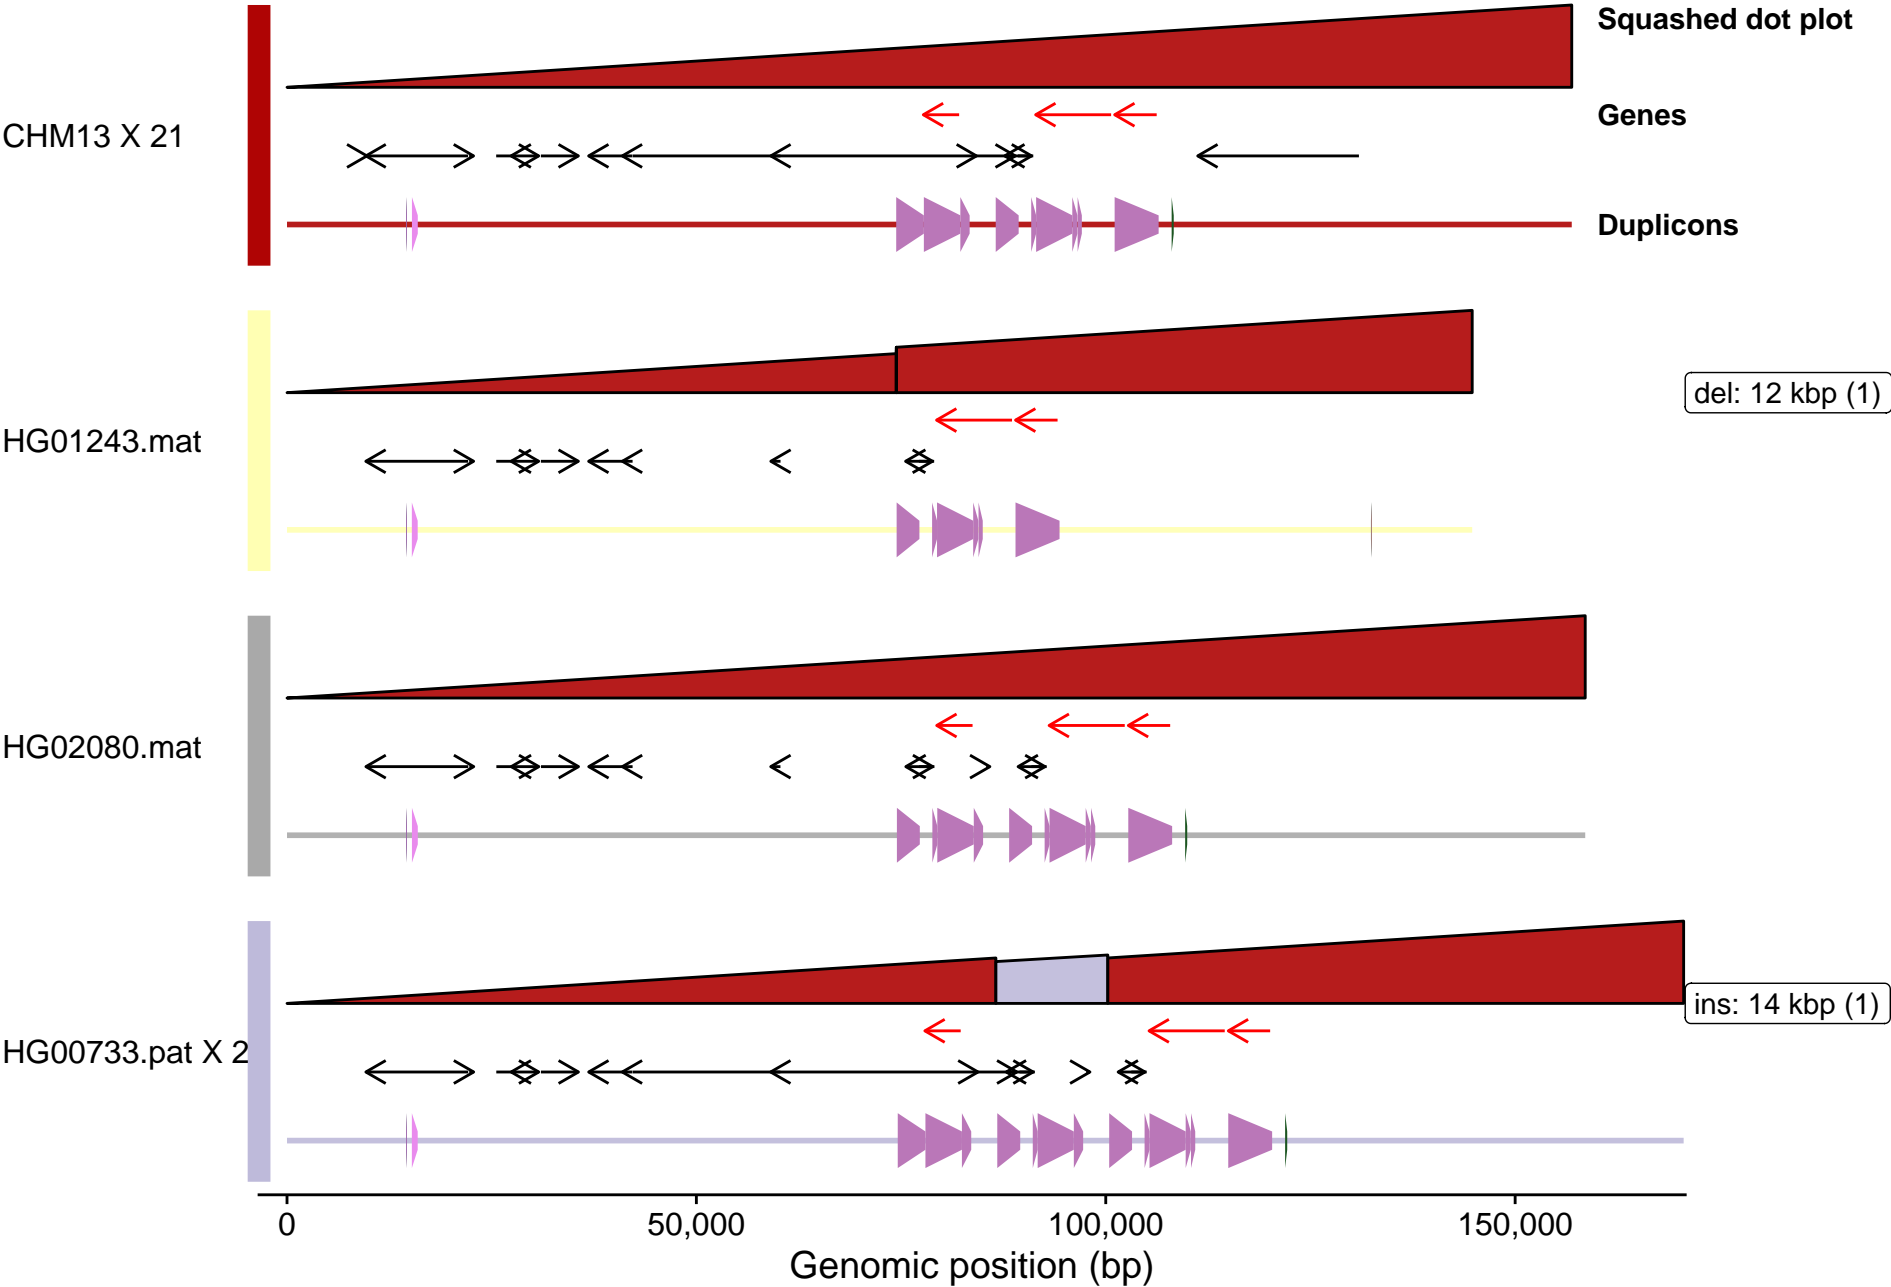 Squashed dot plot
CHM13 X 21
Genes
Duplicons
HG01243.mat
del: 12 kbp (1)
HG02080.mat
HG00733.pat X 2
ins: 14 kbp (1)
0 50,000 100,000 150,000
Genomic position (bp)